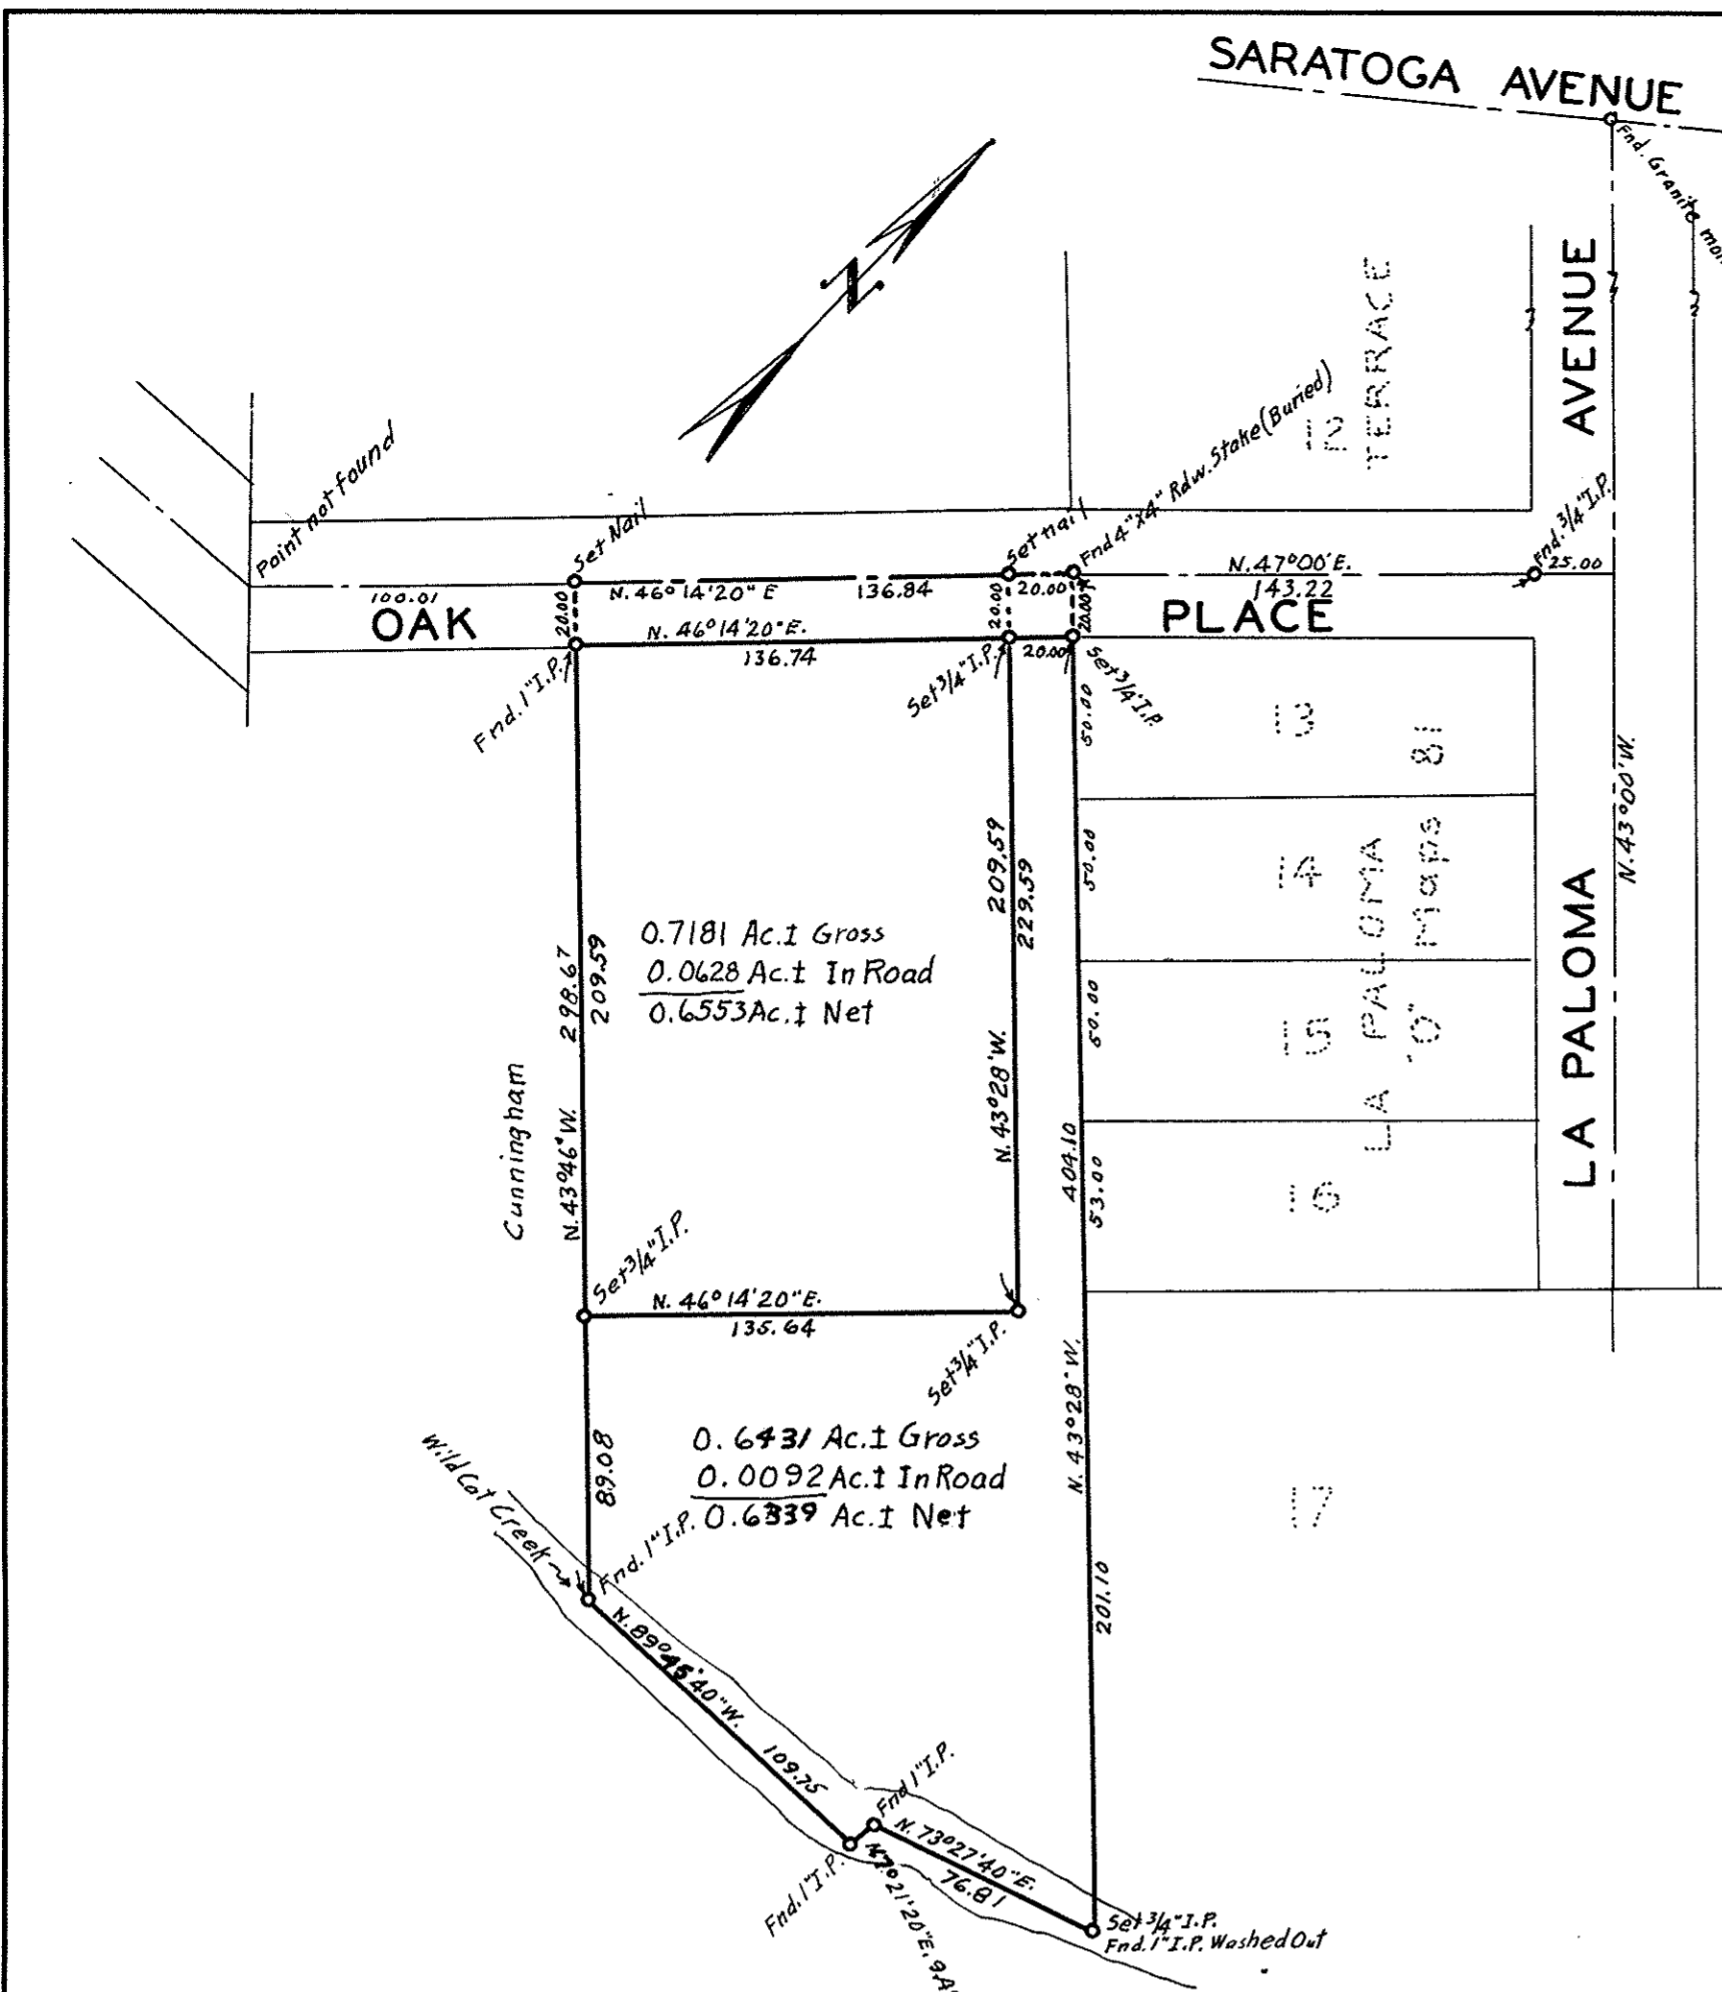 SARATOGA AVENUE
Fnd. Granite mon
TERRACE
12
AVENUE
Point not found
Set Nail
Set nail
Fnd 4"x4" Rdw. Stake (Buried)
Fnd. 3/4" I.P.
100.01
N. 46° 14' 20" E
136.84
20.00
N. 47° 00' E.
143.22
25.00
OAK
PLACE
20.00
20.00
20.00
N. 46° 14' 20" E.
136.74
20.00
Fnd. 1" I.P.
Set 3/4" I.P.
Set 3/4" I.P.
50.00
13
81
50.00
14
Maps
50.00
15
"O"
LA PALOMA
53.00
16
N. 43° 00' W.
LA PALOMA
298.67
209.59
209.59
229.59
0.7181 Ac.± Gross
0.0628 Ac.± In Road
0.6553 Ac.± Net
Cunningham
N. 43° 46' W.
N. 43° 28' W.
404.10
Set 3/4" I.P.
N. 46° 14' 20" E.
135.64
Set 3/4" I.P.
N. 43° 28' W.
89.08
0.6431 Ac.± Gross
0.0092 Ac.± In Road
0.6339 Ac.± Net
17
Wild Cat Creek
Fnd. 1" I.P.
201.10
N. 89° 45' 40" W.
109.75
Fnd 1" I.P.
N. 73° 27' 40" E.
76.81
Fnd. 1" I.P.
21' 20" E.
Set 3/4" I.P.
Fnd. 1" I.P. Washed Out